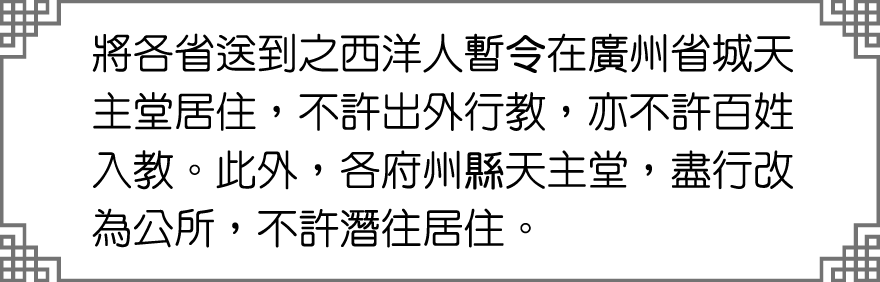 將各省送到之西洋人暫令在廣州省城天
主堂居住，不許出外行教，亦不許百姓
入教。此外，各府州縣天主堂，盡行改
為公所，不許潛往居住。